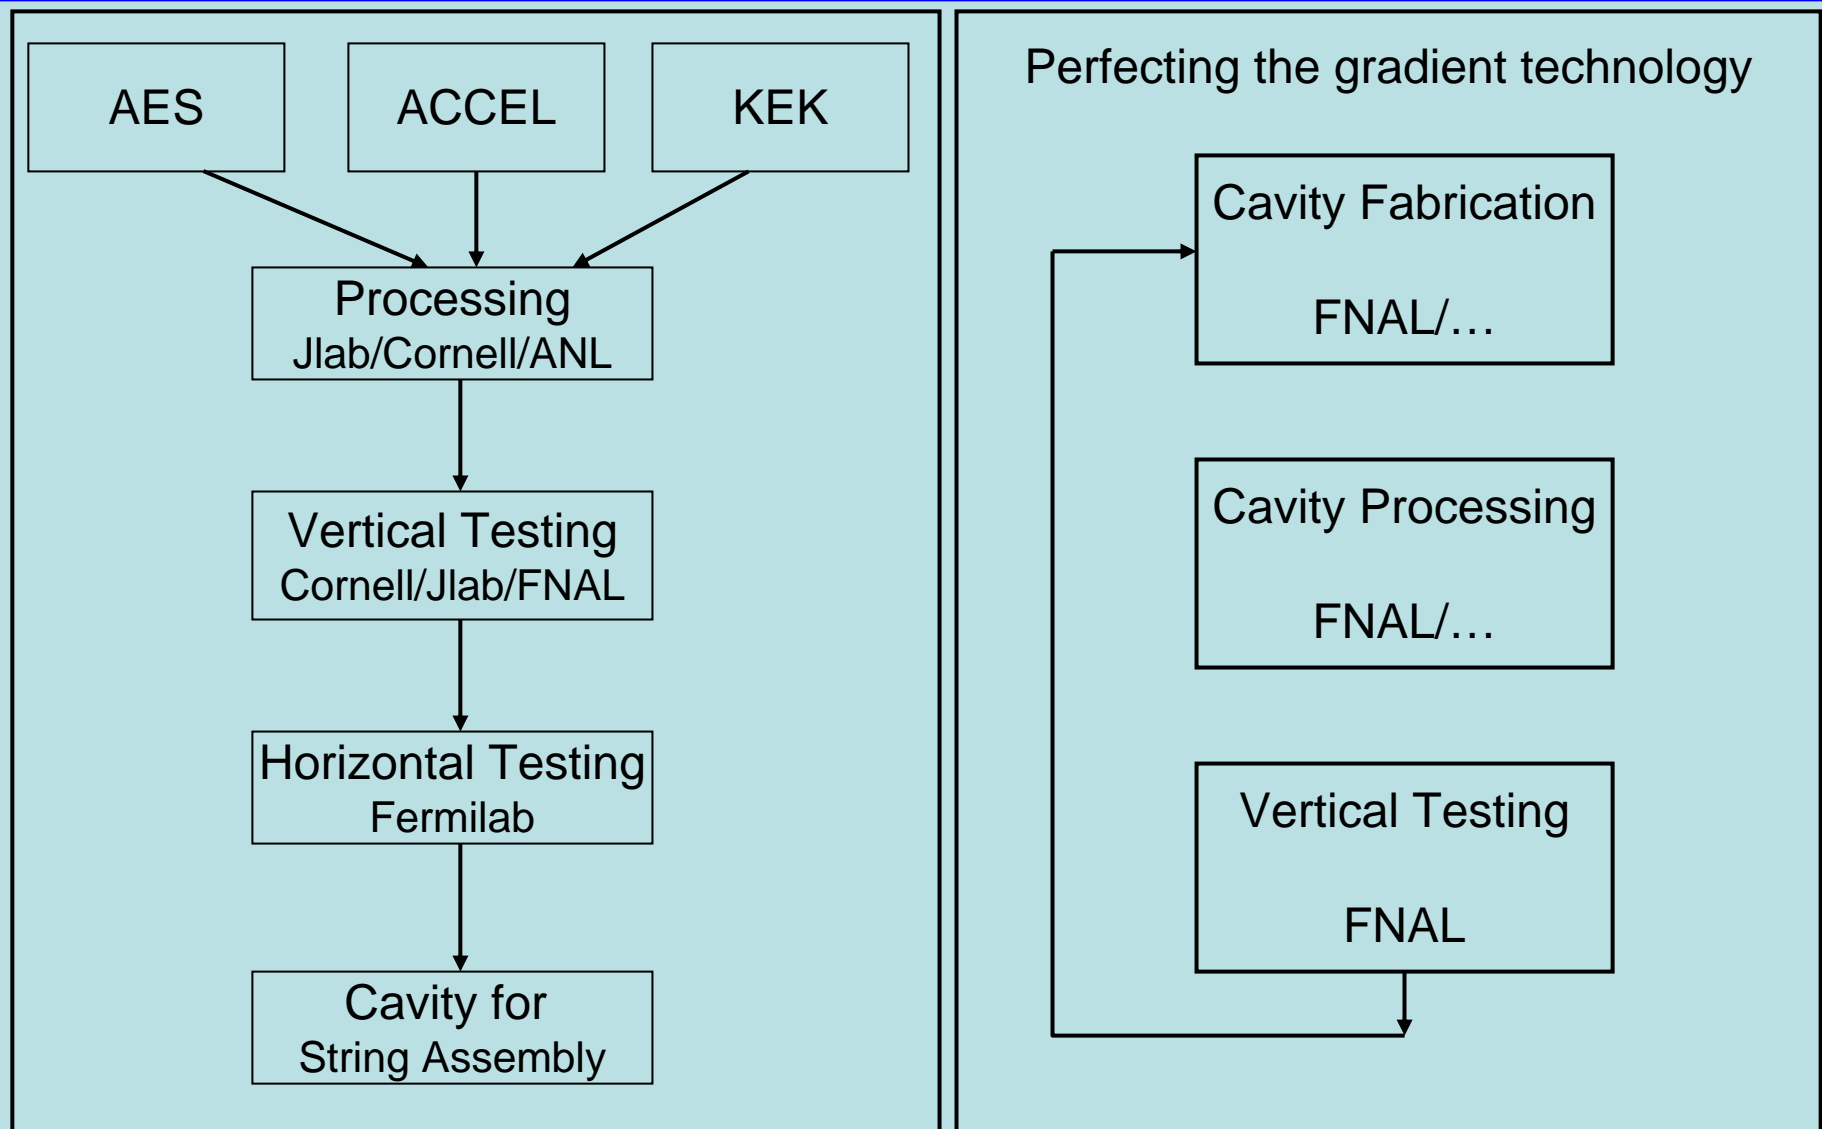 AES
ACCEL
KEK
Processing
Jlab/Cornell/ANL
Vertical Testing
Cornell/Jlab/FNAL
Horizontal Testing
Fermilab
Cavity for
String Assembly
Perfecting the gradient technology
Cavity Fabrication
FNAL/…
Cavity Processing
FNAL/…
Vertical Testing
FNAL